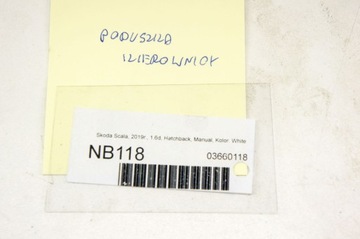 PODUSZKA
KIEROWNICY
Skoda Scala, 2019r., 1.6d, Hatchback, Manual, Kolor: White
NB118
03660118